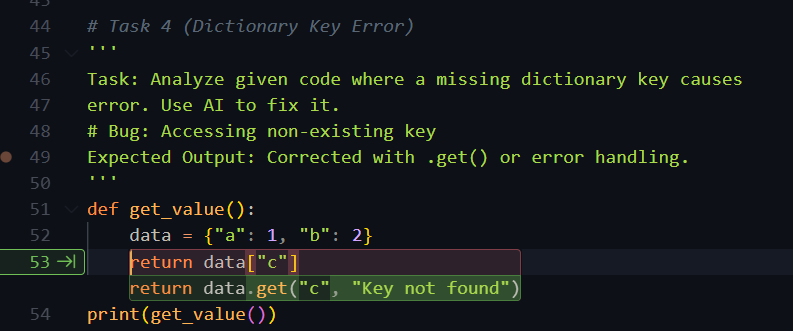 43
44 # Task 4 (Dictionary Key Error)
45 '''
46 Task: Analyze given code where a missing dictionary key causes
47 error. Use AI to fix it.
48 # Bug: Accessing non-existing key
49 Expected Output: Corrected with .get() or error handling.
50 '''
51 def get_value():
52 data = {"a": 1, "b": 2}
53 return data["c"]
return data.get("c", "Key not found")
54 print(get_value())